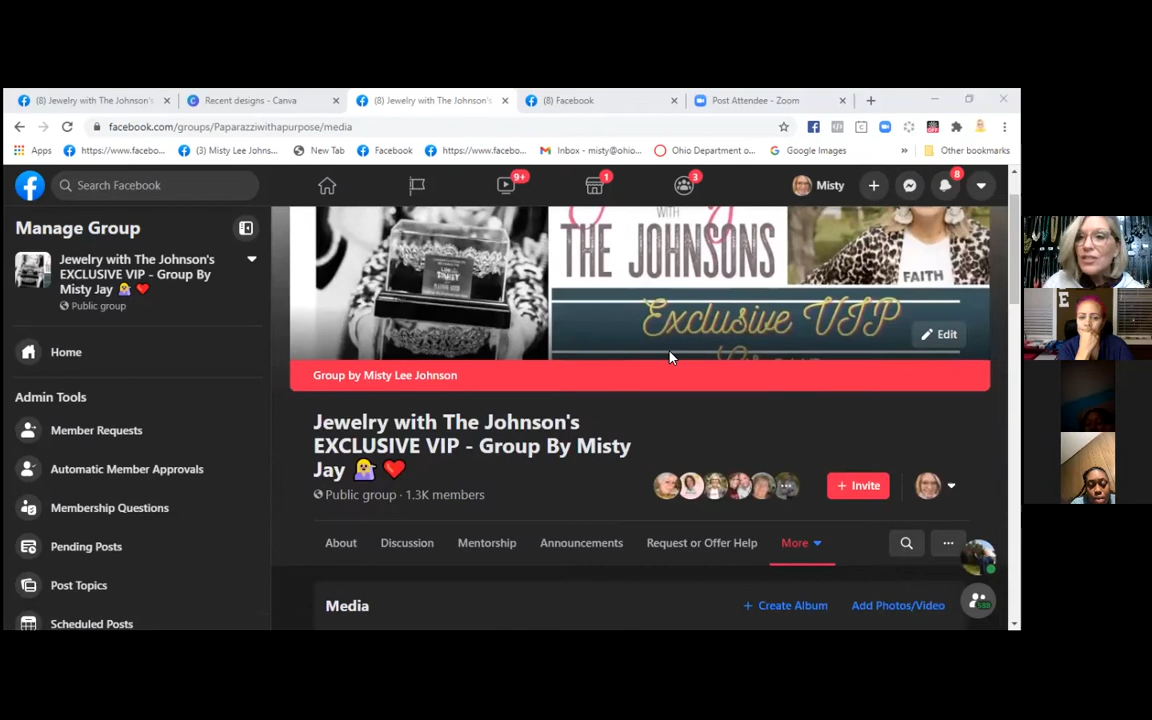 (8) Jewelry with The Johnson's
Recent designs - Canva
(8) Jewelry with The Johnson's
(8) Facebook
Post Attendee - Zoom
facebook.com/groups/Paparazziwithapurpose/media
Apps
https://www.facebo...
(3) Misty Lee Johns...
New Tab
Facebook
https://www.facebo...
Inbox - misty@ohio...
Ohio Department o...
Google Images
»
Other bookmarks
Search Facebook
9+
1
3
Misty
8
Manage Group
Jewelry with The Johnson's
EXCLUSIVE VIP - Group By
Misty Jay 🤷‍♀️ ❤️
Public group
Home
Admin Tools
Member Requests
Automatic Member Approvals
Membership Questions
Pending Posts
Post Topics
Scheduled Posts
WITH
THE JOHNSONS
FAITH
Exclusive VIP
Edit
Group by Misty Lee Johnson
Jewelry with The Johnson's
EXCLUSIVE VIP - Group By Misty
Jay 🤷‍♀️ ❤️
Public group · 1.3K members
+ Invite
About
Discussion
Mentorship
Announcements
Request or Offer Help
More
Media
+ Create Album
Add Photos/Video